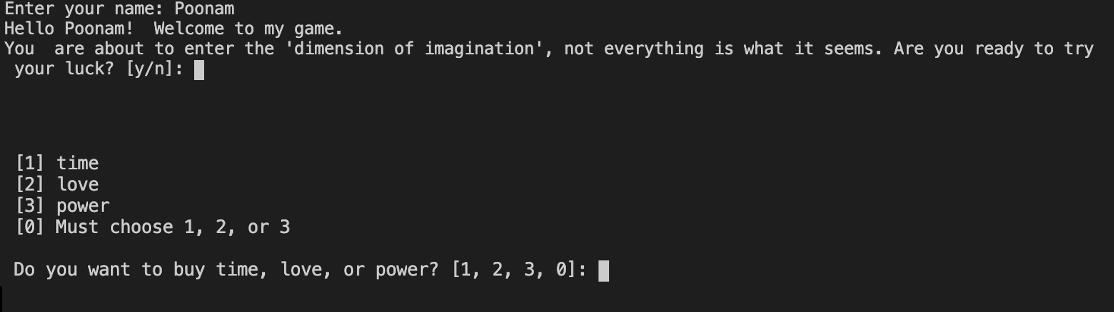 Enter your name: Poonam
Hello Poonam!  Welcome to my game.
You  are about to enter the 'dimension of imagination', not everything is what it seems. Are you ready to try
your luck? [y/n]:
[1] time
[2] love
[3] power
[0] Must choose 1, 2, or 3
Do you want to buy time, love, or power? [1, 2, 3, 0]: